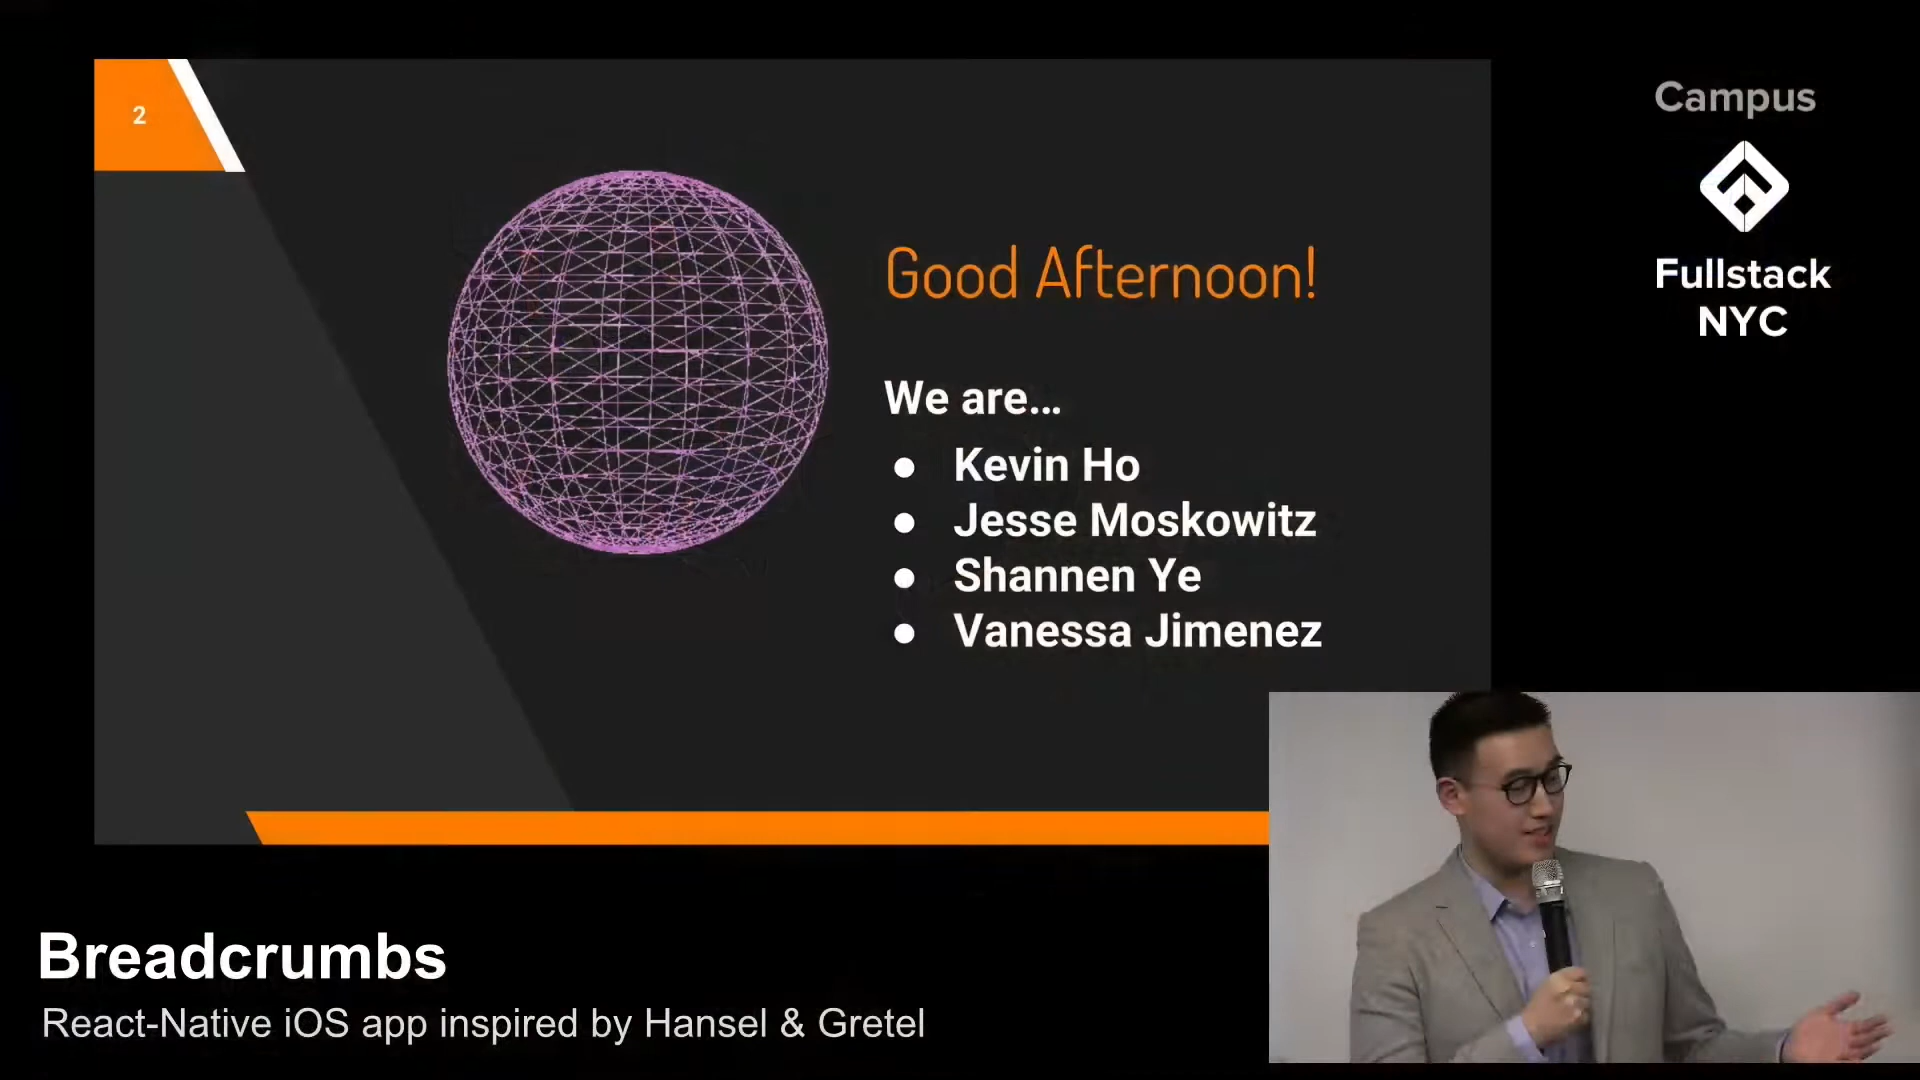 2
Good Afternoon!
We are...
● Kevin Ho
● Jesse Moskowitz
● Shannen Ye
● Vanessa Jimenez
Campus
Fullstack
NYC
Breadcrumbs
React-Native iOS app inspired by Hansel & Gretel